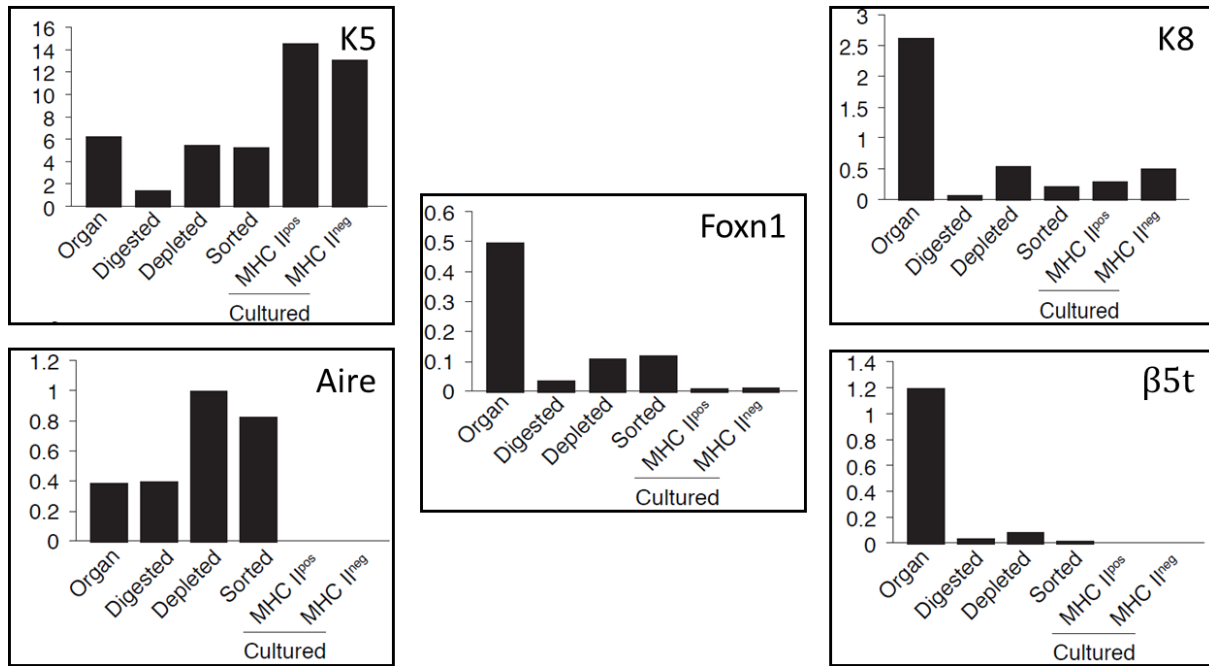 K5
16
14
12
10
8
6
4
2
0
Organ
Digested
Depleted
Sorted
MHC IIpos
MHC IIneg
Cultured
K8
3
2.5
2
1.5
1
0.5
0
Organ
Digested
Depleted
Sorted
MHC IIpos
MHC IIneg
Cultured
Foxn1
0.6
0.5
0.4
0.3
0.2
0.1
0
Organ
Digested
Depleted
Sorted
MHC IIpos
MHC IIneg
Cultured
Aire
1.2
1
0.8
0.6
0.4
0.2
0
Organ
Digested
Depleted
Sorted
MHC IIpos
MHC IIneg
Cultured
β5t
1.4
1.2
1
0.8
0.6
0.4
0.2
0
Organ
Digested
Depleted
Sorted
MHC IIpos
MHC IIneg
Cultured